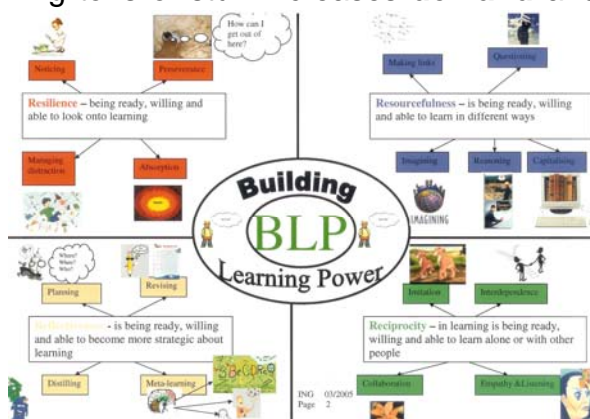 How can I
get out of
here?
Noticing
Perseverance
Resilience – being ready, willing and
able to look onto learning
Managing
distraction
Absorption
Making links
Questioning
Resourcefulness – is being ready, willing
and able to learn in different ways
Imagining
Reasoning
Capitalising
IMAGINING
Building
BLP
Learning Power
Where?
When?
Who?
Planning
Revising
- is being ready, willing
and able to become more strategic about
learning
Distilling
Meta-learning
Imitation
Interdependence
Reciprocity – in learning is being ready,
willing and able to learn alone or with other
people
Collaboration
Empathy &Listening
ING 03/2005
Page 2